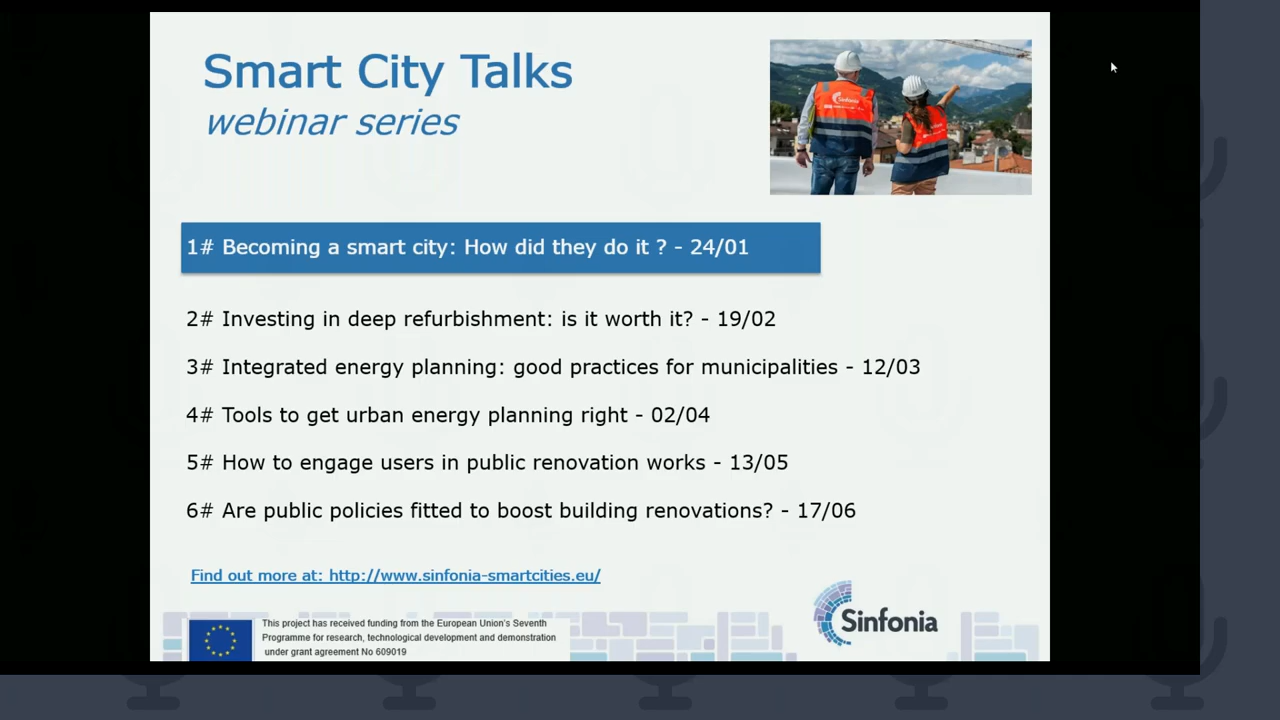 Smart City Talks
webinar series
Sinfonia
1# Becoming a smart city: How did they do it ? - 24/01
2# Investing in deep refurbishment: is it worth it? - 19/02
3# Integrated energy planning: good practices for municipalities - 12/03
4# Tools to get urban energy planning right - 02/04
5# How to engage users in public renovation works - 13/05
6# Are public policies fitted to boost building renovations? - 17/06
Find out more at: http://www.sinfonia-smartcities.eu/
This project has received funding from the European Union's Seventh
Programme for research, technological development and demonstration
under grant agreement No 609019
Sinfonia